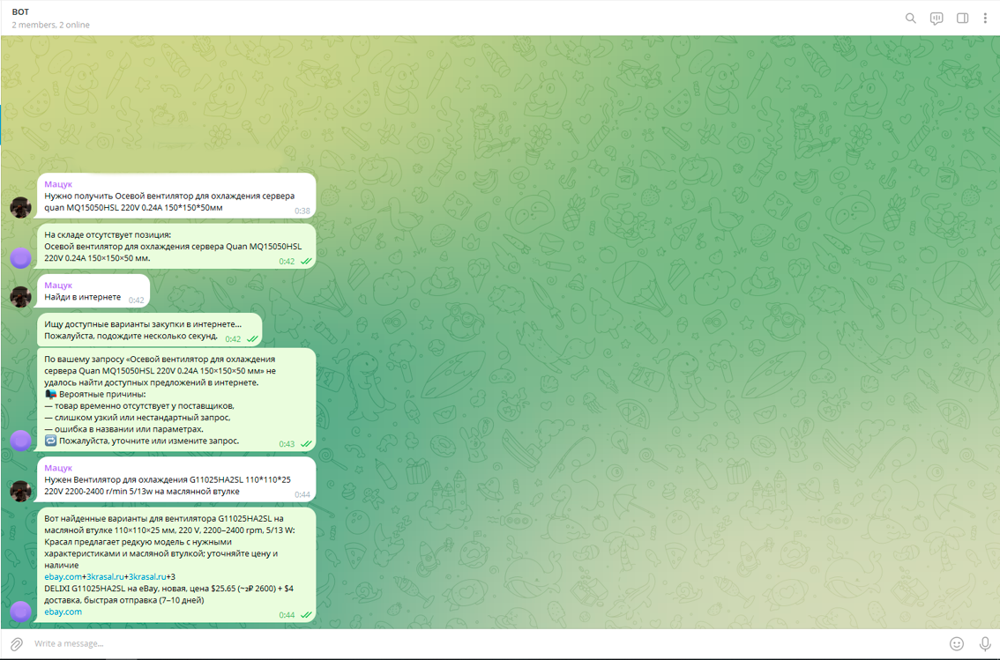 BOT
2 members, 2 online
Мацук
Нужно получить Осевой вентилятор для охлаждения сервера
quan MQ15050HSL 220V 0.24A 150*150*50мм
0:38
На складе отсутствует позиция:
Осевой вентилятор для охлаждения сервера Quan MQ15050HSL
220V 0.24A 150×150×50 мм.
0:42
Мацук
Найди в интернете
0:42
Ищу доступные варианты закупки в интернете...
Пожалуйста, подождите несколько секунд.
0:42
По вашему запросу «Осевой вентилятор для охлаждения
сервера Quan MQ15050HSL 220V 0.24A 150×150×50 мм» не
удалось найти доступных предложений в интернете.
Вероятные причины:
— товар временно отсутствует у поставщиков,
— слишком узкий или нестандартный запрос,
— ошибка в названии или параметрах.
Пожалуйста, уточните или измените запрос.
0:43
Мацук
Нужен Вентилятор для охлаждения G11025HA2SL 110*110*25
220V 2200-2400 r/min 5/13w на маслянной втулке
0:44
Вот найденные варианты для вентилятора G11025HA2SL на
масляной втулке 110×110×25 мм, 220 V, 2200–2400 rpm, 5/13 W:
Красал предлагает редкую модель с нужными
характеристиками и масляной втулкой; уточняйте цену и
наличие
ebay.com+3krasal.ru+3krasal.ru+3
DELIXI G11025HA2SL на eBay, новая, цена $25.65 (~₽ 2600) + $4
доставка, быстрая отправка (7–10 дней)
ebay.com
0:44
Write a message...